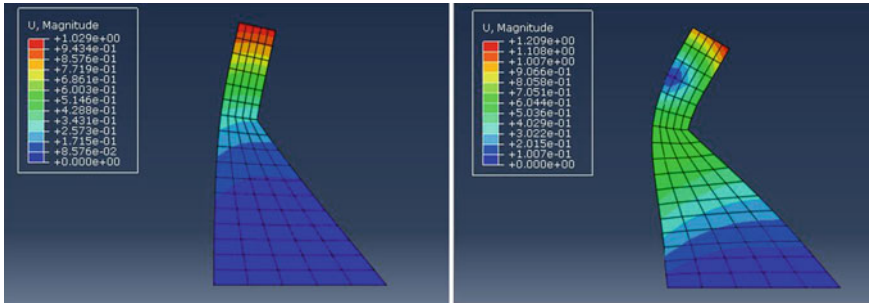 U, Magnitude
+1.029e+00
+9.434e-01
+8.576e-01
+7.719e-01
+6.861e-01
+6.003e-01
+5.146e-01
+4.288e-01
+3.431e-01
+2.573e-01
+1.715e-01
+8.576e-02
+0.000e+00
U, Magnitude
+1.209e+00
+1.108e+00
+1.007e+00
+9.066e-01
+8.058e-01
+7.051e-01
+6.044e-01
+5.036e-01
+4.029e-01
+3.022e-01
+2.015e-01
+1.007e-01
+0.000e+00